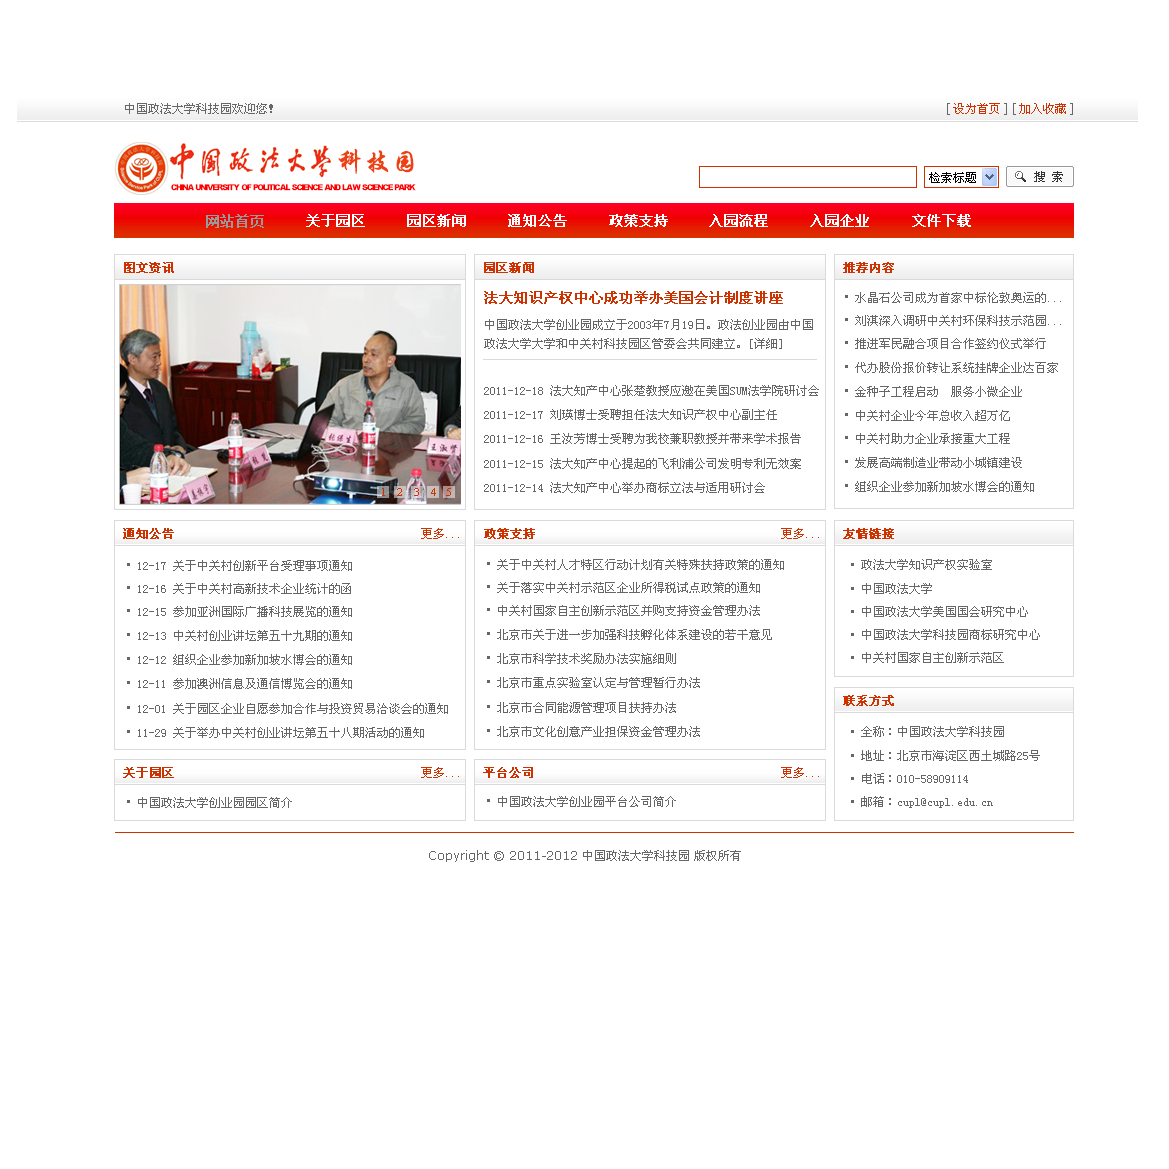 中国政法大学科技园欢迎您!
[ 设为首页 ] [ 加入收藏 ]
中国政法大学科技园
CHINA UNIVERSITY OF POLITICAL SCIENCE AND LAW SCIENCE PARK
检索标题
搜 索
网站首页 关于园区 园区新闻 通知公告 政策支持 入园流程 入园企业 文件下载
图文资讯
1 2 3 4 5
园区新闻
法大知识产权中心成功举办美国会计制度讲座
中国政法大学创业园成立于2003年7月19日。政法创业园由中国
政法大学大学和中关村科技园区管委会共同建立。[详细]
2011-12-18 法大知产中心张楚教授应邀在美国SUM法学院研讨会
2011-12-17 刘瑛博士受聘担任法大知识产权中心副主任
2011-12-16 王汝芳博士受聘为我校兼职教授并带来学术报告
2011-12-15 法大知产中心提起的飞利浦公司发明专利无效案
2011-12-14 法大知产中心举办商标立法与适用研讨会
推荐内容
水晶石公司成为首家中标伦敦奥运的...
刘淇深入调研中关村环保科技示范园...
推进军民融合项目合作签约仪式举行
代办股份报价转让系统挂牌企业达百家
金种子工程启动 服务小微企业
中关村企业今年总收入超万亿
中关村助力企业承接重大工程
发展高端制造业带动小城镇建设
组织企业参加新加坡水博会的通知
通知公告 更多...
12-17 关于中关村创新平台受理事项通知
12-16 关于中关村高新技术企业统计的函
12-15 参加亚洲国际广播科技展览的通知
12-13 中关村创业讲坛第五十九期的通知
12-12 组织企业参加新加坡水博会的通知
12-11 参加澳洲信息及通信博览会的通知
12-01 关于园区企业自愿参加合作与投资贸易洽谈会的通知
11-29 关于举办中关村创业讲坛第五十八期活动的通知
政策支持 更多...
关于中关村人才特区行动计划有关特殊扶持政策的通知
关于落实中关村示范区企业所得税试点政策的通知
中关村国家自主创新示范区并购支持资金管理办法
北京市关于进一步加强科技孵化体系建设的若干意见
北京市科学技术奖励办法实施细则
北京市重点实验室认定与管理暂行办法
北京市合同能源管理项目扶持办法
北京市文化创意产业担保资金管理办法
友情链接
政法大学知识产权实验室
中国政法大学
中国政法大学美国国会研究中心
中国政法大学科技园商标研究中心
中关村国家自主创新示范区
联系方式
全称：中国政法大学科技园
地址：北京市海淀区西土城路25号
电话：010-58909114
邮箱：cupl@cupl.edu.cn
关于园区 更多...
中国政法大学创业园园区简介
平台公司 更多...
中国政法大学创业园平台公司简介
Copyright © 2011-2012 中国政法大学科技园 版权所有